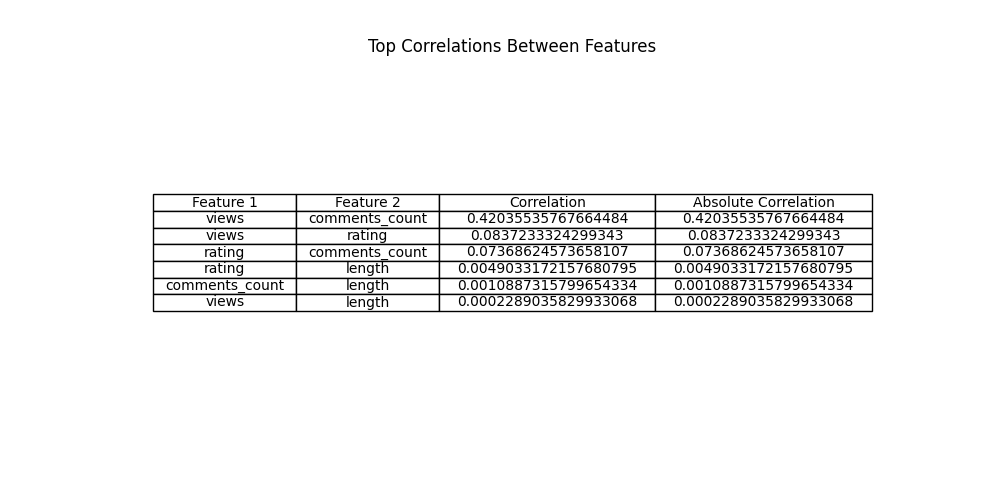 Top Correlations Between Features
Feature 1 Feature 2 Correlation Absolute Correlation
views comments_count 0.42035535767664484 0.42035535767664484
views rating 0.0837233324299343 0.0837233324299343
rating comments_count 0.07368624573658107 0.07368624573658107
rating length 0.0049033172157680795 0.0049033172157680795
comments_count length 0.0010887315799654334 0.0010887315799654334
views length 0.0002289035829933068 0.0002289035829933068